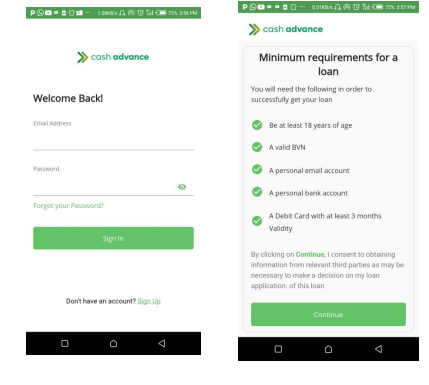 1.08KB/s 72% 3:56 PM
cash advance
Welcome Back!
Email Address
Password
Forgot your Password?
Sign In
Don't have an account? Sign Up
0.31KB/s 72% 3:57 PM
cash advance
Minimum requirements for a
loan
You will need the following in order to
successfully get your loan
Be at least 18 years of age
A valid BVN
A personal email account
A personal bank account
A Debit Card with at least 3 months
Validity
By clicking on Continue, I consent to obtaining
information from relevant third parties as may be
necessary to make a decision on my loan
application. of this loan
Continue